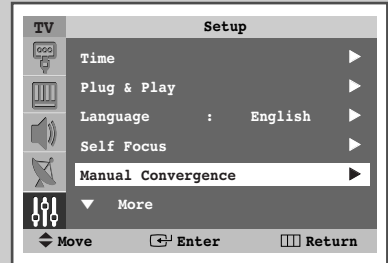 TV Setup
Time
Plug & Play
Language : English
Self Focus
Manual Convergence
More
Move Enter Return